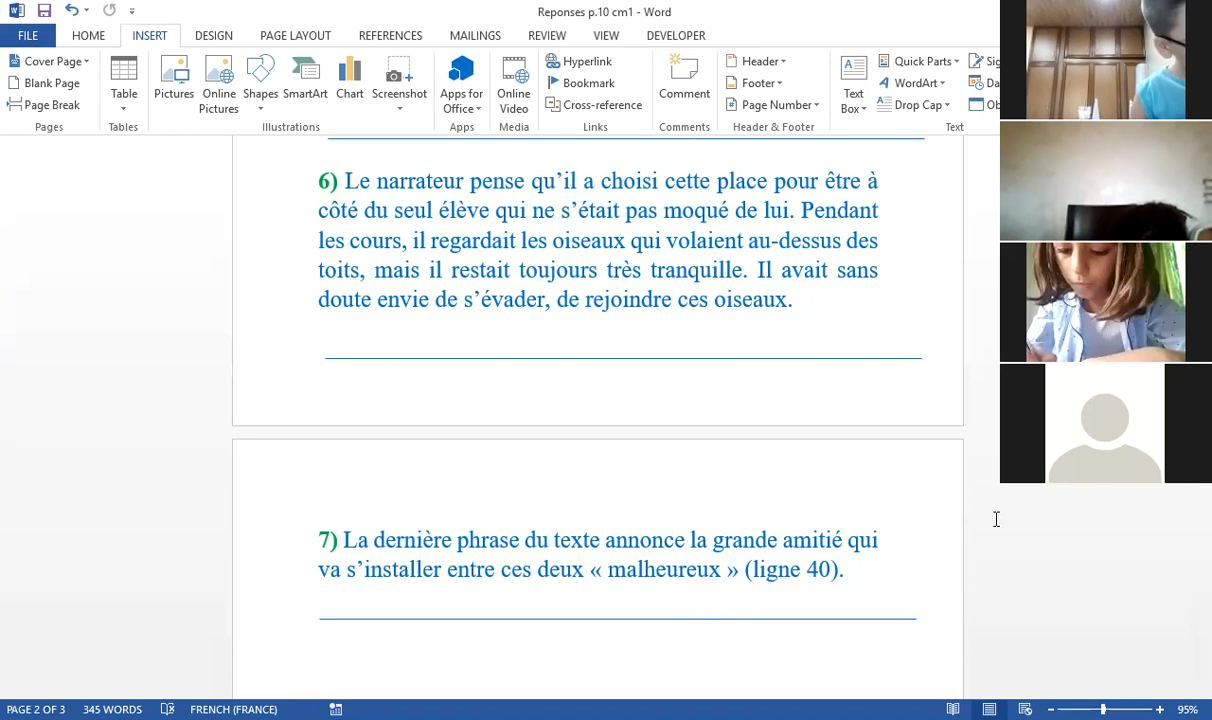 Reponses p.10 cm1 - Word
FILE HOME INSERT DESIGN PAGE LAYOUT REFERENCES MAILINGS REVIEW VIEW DEVELOPER
Cover Page
Blank Page
Page Break
Pages
Table
Tables
Pictures
Online Pictures
Shapes
SmartArt
Chart
Screenshot
Illustrations
Apps for Office
Apps
Online Video
Media
Hyperlink
Bookmark
Cross-reference
Links
Comment
Comments
Header
Footer
Page Number
Header & Footer
Text Box
Quick Parts
WordArt
Drop Cap
Text
6) Le narrateur pense qu’il a choisi cette place pour être à
côté du seul élève qui ne s’était pas moqué de lui. Pendant
les cours, il regardait les oiseaux qui volaient au-dessus des
toits, mais il restait toujours très tranquille. Il avait sans
doute envie de s’évader, de rejoindre ces oiseaux.
7) La dernière phrase du texte annonce la grande amitié qui
va s’installer entre ces deux « malheureux » (ligne 40).
PAGE 2 OF 3 345 WORDS FRENCH (FRANCE) 95%